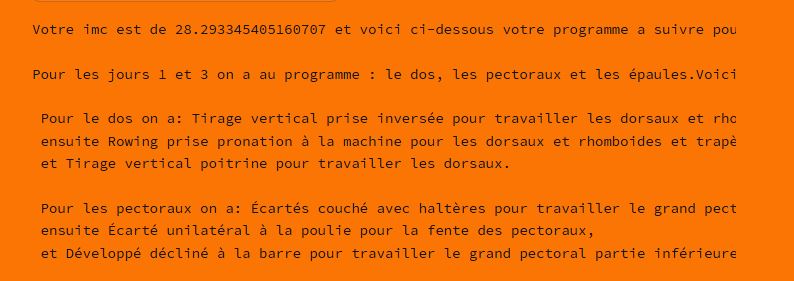 Votre imc est de 28.293345405160707 et voici ci-dessous votre programme a suivre pou
Pour les jours 1 et 3 on a au programme : le dos, les pectoraux et les épaules.Voici
Pour le dos on a: Tirage vertical prise inversée pour travailler les dorsaux et rho
ensuite Rowing prise pronation à la machine pour les dorsaux et rhomboides et trapè
et Tirage vertical poitrine pour travailler les dorsaux.
Pour les pectoraux on a: Écartés couché avec haltères pour travailler le grand pect
ensuite Écarté unilatéral à la poulie pour la fente des pectoraux,
et Développé décliné à la barre pour travailler le grand pectoral partie inférieure